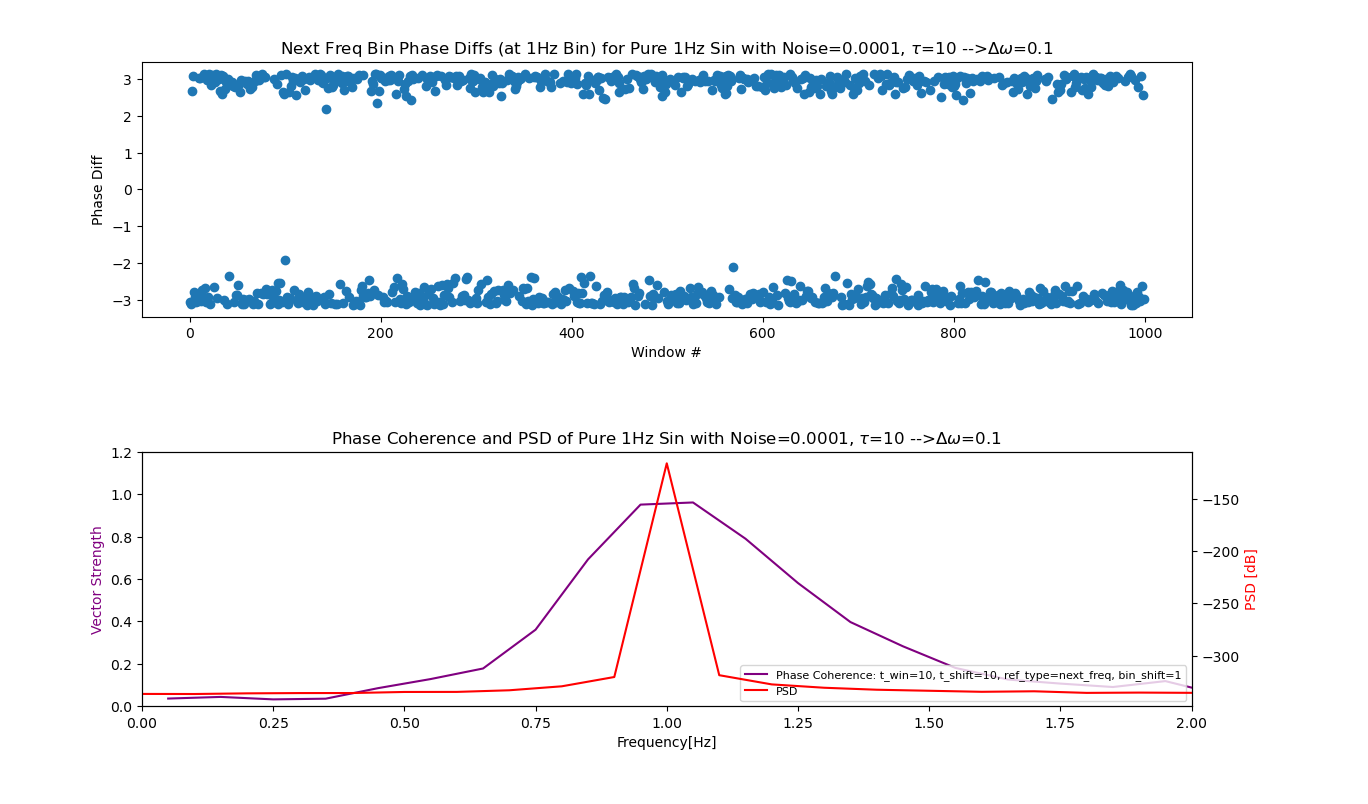 Next Freq Bin Phase Diffs (at 1Hz Bin) for Pure 1Hz Sin with Noise=0.0001, τ=10 -->Δω=0.1
3
2
1
0
−1
−2
−3
Phase Diff
0 200 400 600 800 1000
Window #
Phase Coherence and PSD of Pure 1Hz Sin with Noise=0.0001, τ=10 -->Δω=0.1
1.2
1.0
0.8
0.6
0.4
0.2
0.0
Vector Strength
−150
−200
−250
−300
PSD [dB]
Phase Coherence: t_win=10, t_shift=10, ref_type=next_freq, bin_shift=1
PSD
0.00 0.25 0.50 0.75 1.00 1.25 1.50 1.75 2.00
Frequency[Hz]